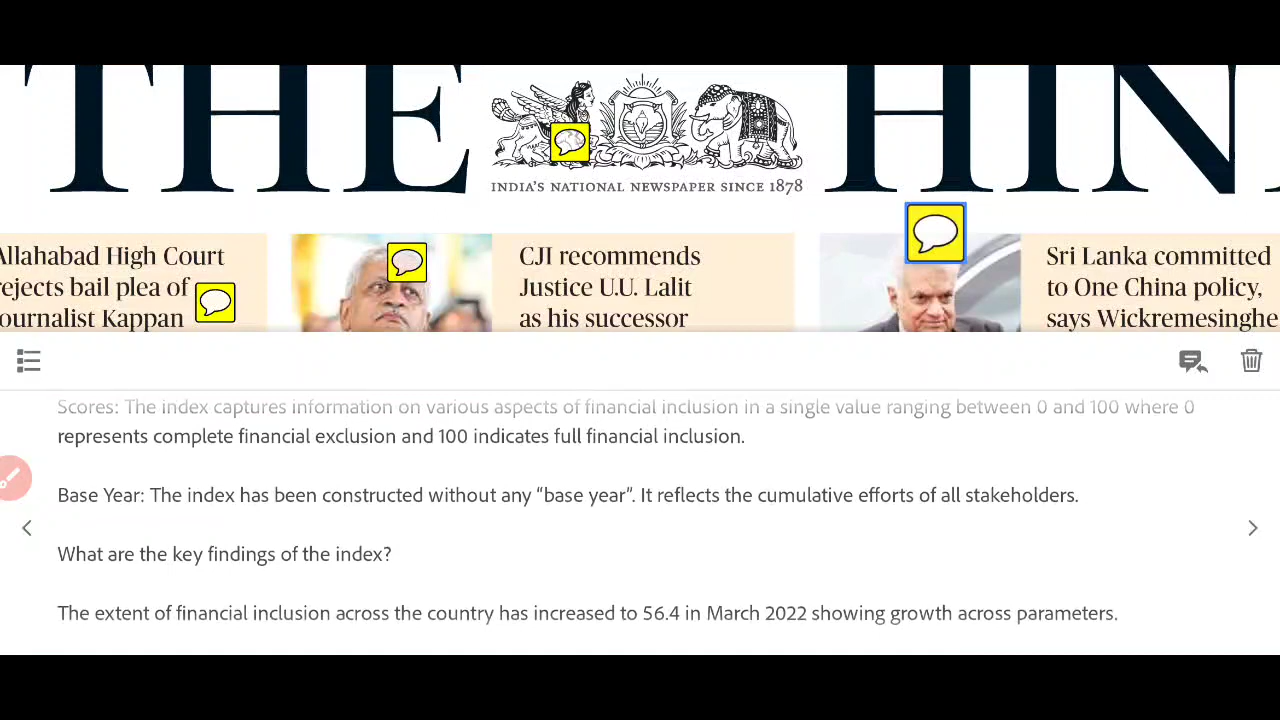 THE HIN
INDIA'S NATIONAL NEWSPAPER SINCE 1878
Allahabad High Court
rejects bail plea of
journalist Kappan
CJI recommends
Justice U.U. Lalit
as his successor
Sri Lanka committed
to One China policy,
says Wickremesinghe
Scores: The index captures information on various aspects of financial inclusion in a single value ranging between 0 and 100 where 0
represents complete financial exclusion and 100 indicates full financial inclusion.
Base Year: The index has been constructed without any “base year”. It reflects the cumulative efforts of all stakeholders.
What are the key findings of the index?
The extent of financial inclusion across the country has increased to 56.4 in March 2022 showing growth across parameters.